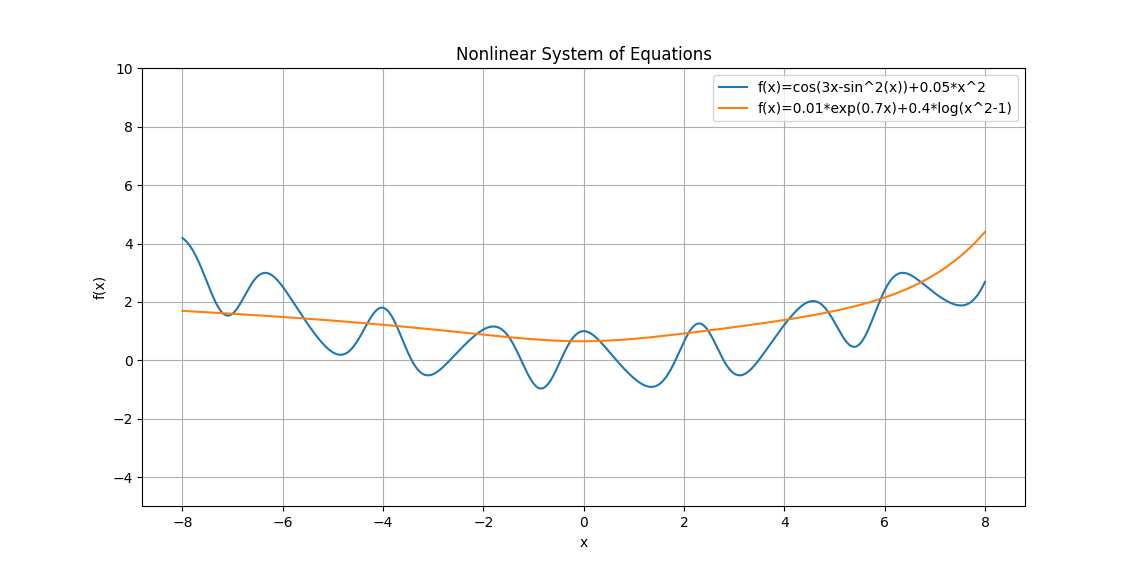 Nonlinear System of Equations
f(x)=cos(3x-sin^2(x))+0.05*x^2
f(x)=0.01*exp(0.7x)+0.4*log(x^2-1)
10
8
6
4
2
0
−2
−4
f(x)
−8 −6 −4 −2 0 2 4 6 8
x